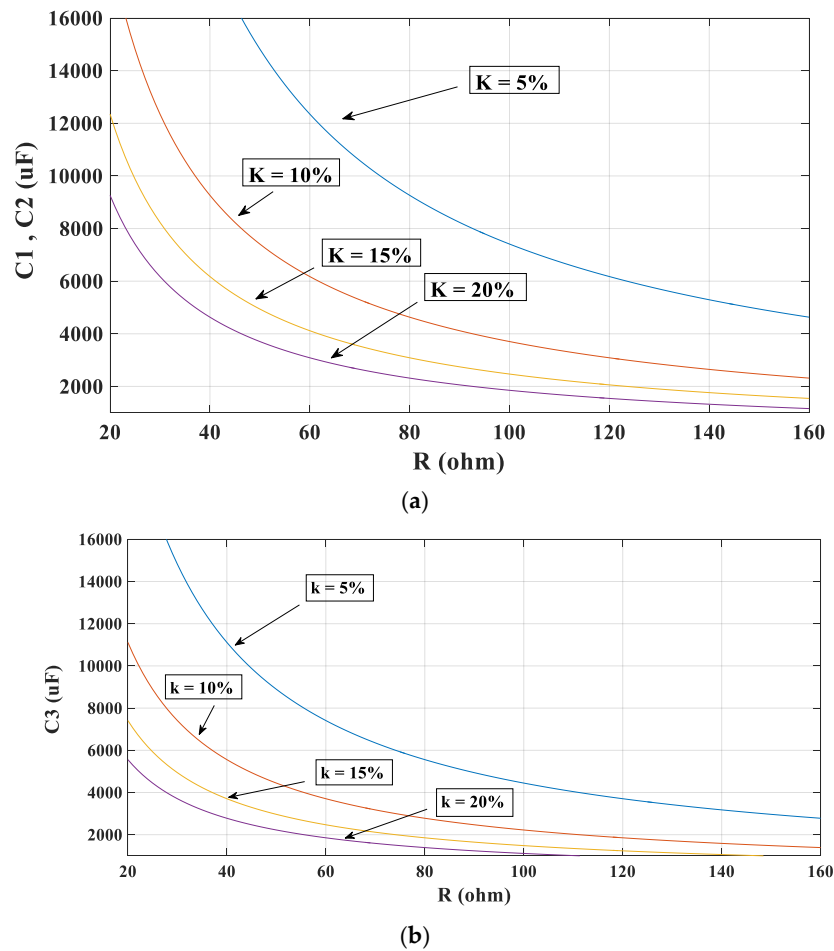 16000
14000
12000
10000
8000
6000
4000
2000
C1 , C2 (uF)
K = 5%
K = 10%
K = 15%
K = 20%
20 40 60 80 100 120 140 160
R (ohm)
(a)
16000
14000
12000
10000
8000
6000
4000
2000
C3 (uF)
k = 5%
k = 10%
k = 15%
k = 20%
20 40 60 80 100 120 140 160
R (ohm)
(b)